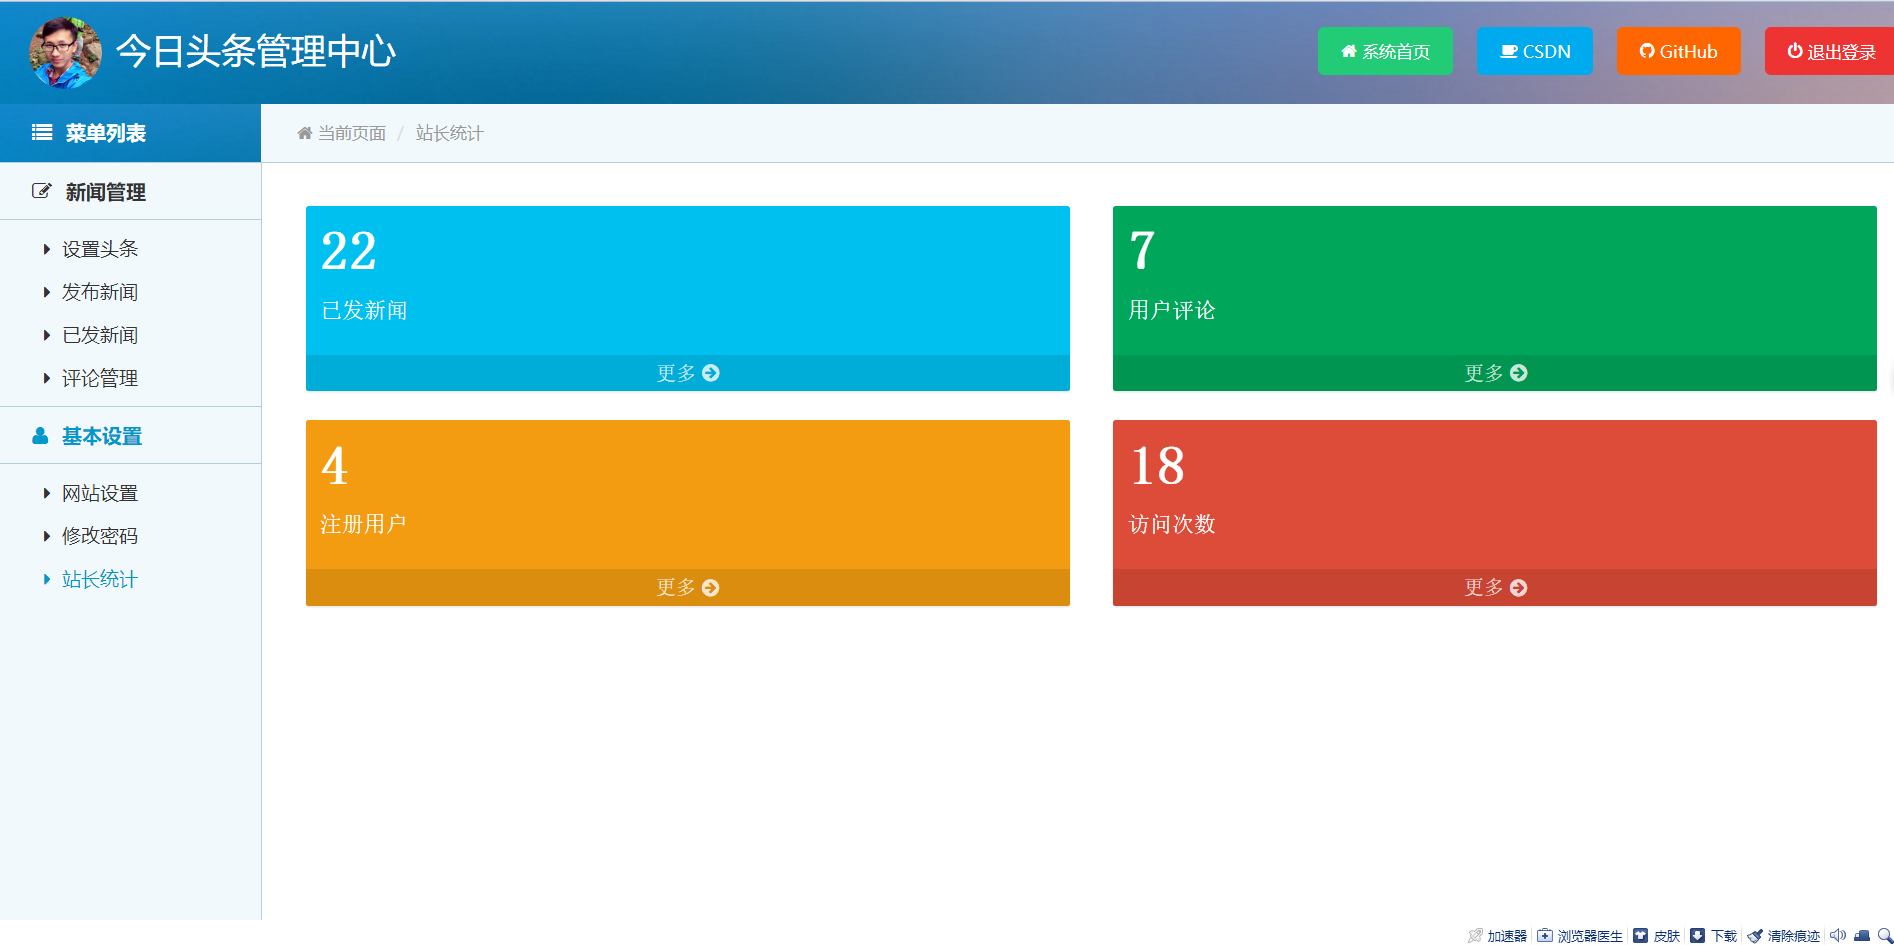 今日头条管理中心
系统首页
CSDN
GitHub
退出登录
菜单列表
当前页面 / 站长统计
新闻管理
设置头条
发布新闻
已发新闻
评论管理
基本设置
网站设置
修改密码
站长统计
22
已发新闻
更多
7
用户评论
更多
4
注册用户
更多
18
访问次数
更多
加速器 浏览器医生 皮肤 下载 清除痕迹